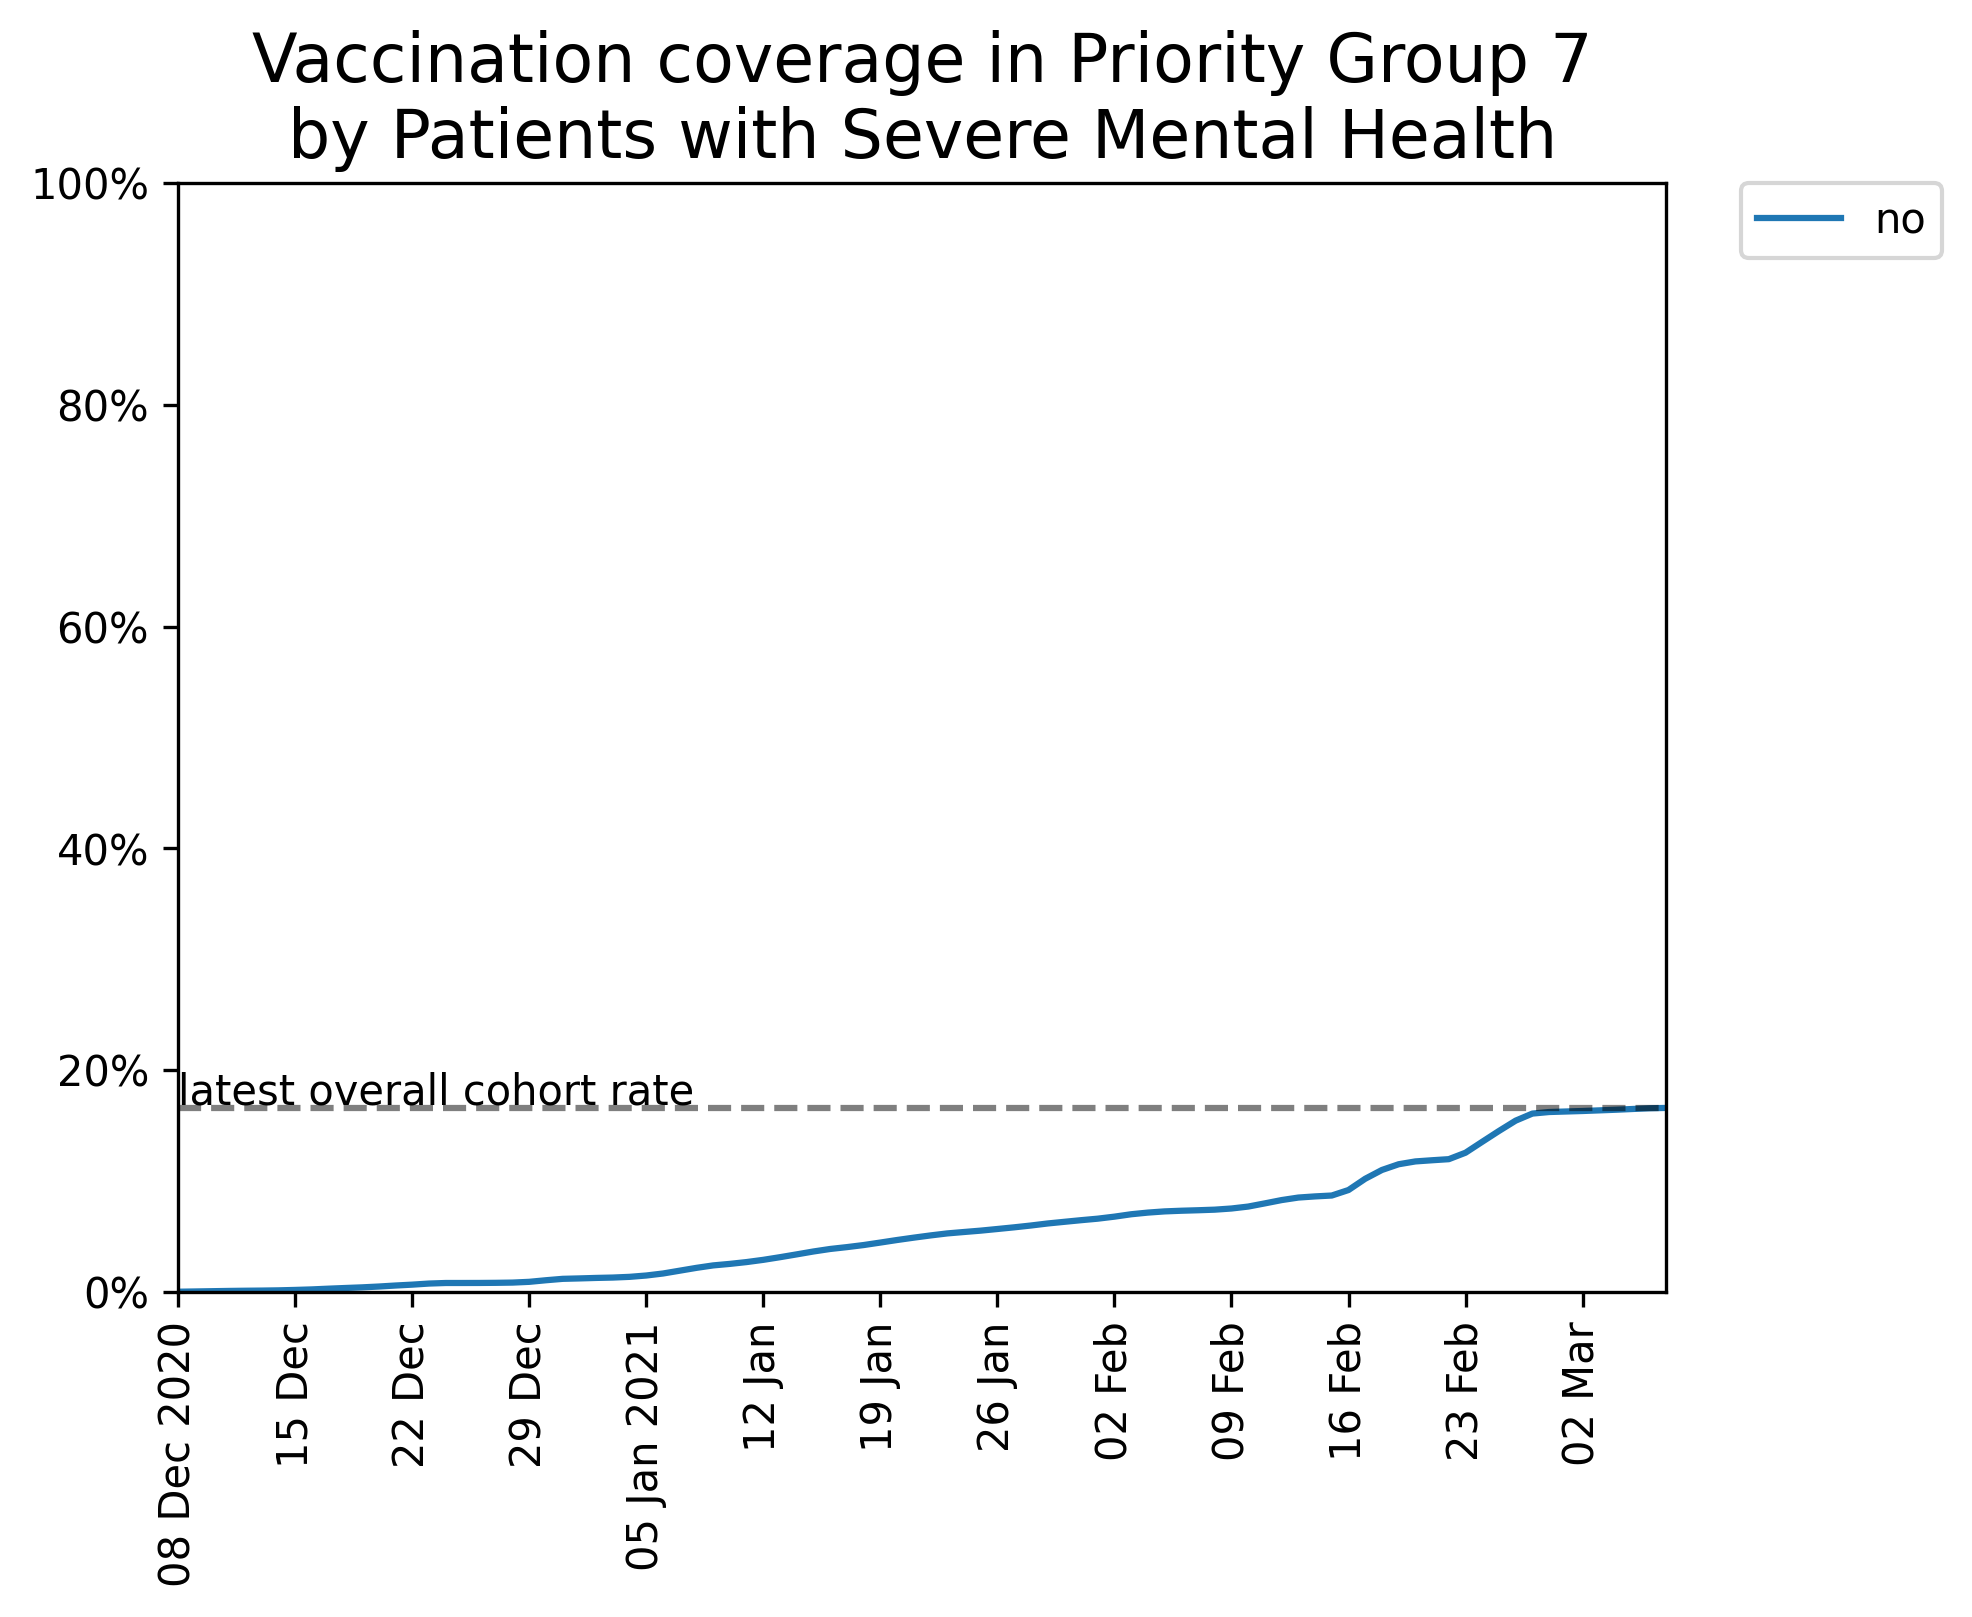 Vaccination coverage in Priority Group 7
by Patients with Severe Mental Health
100%
80%
60%
40%
20%
0%
latest overall cohort rate
no
08 Dec 2020
15 Dec
22 Dec
29 Dec
05 Jan 2021
12 Jan
19 Jan
26 Jan
02 Feb
09 Feb
16 Feb
23 Feb
02 Mar